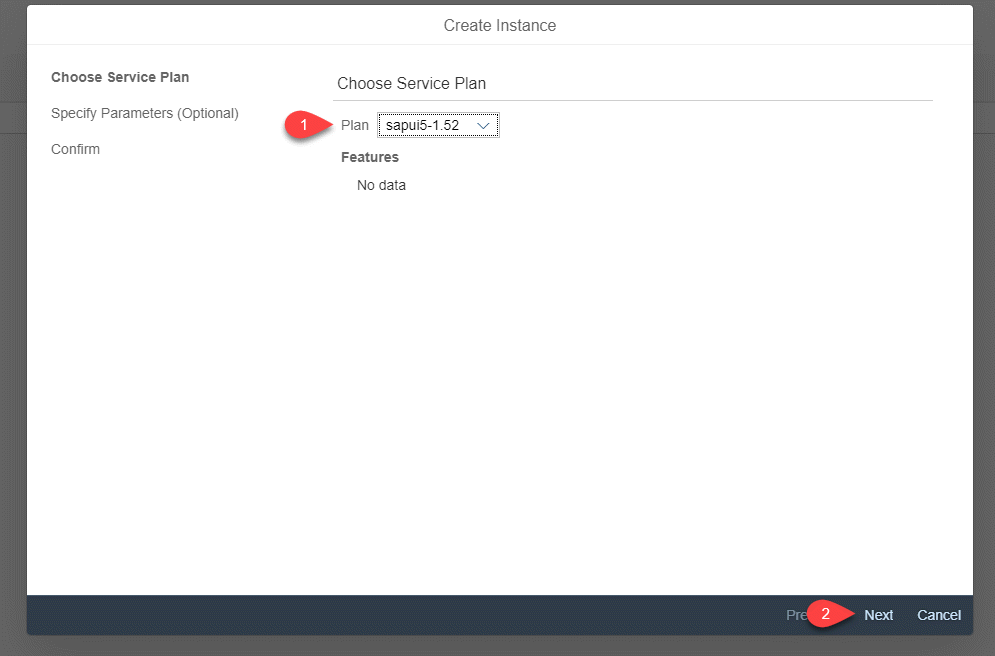 Create Instance
Choose Service Plan
Specify Parameters (Optional)
Confirm
Choose Service Plan
1
Plan sapui5-1.52
Features
No data
Pre
2
Next
Cancel